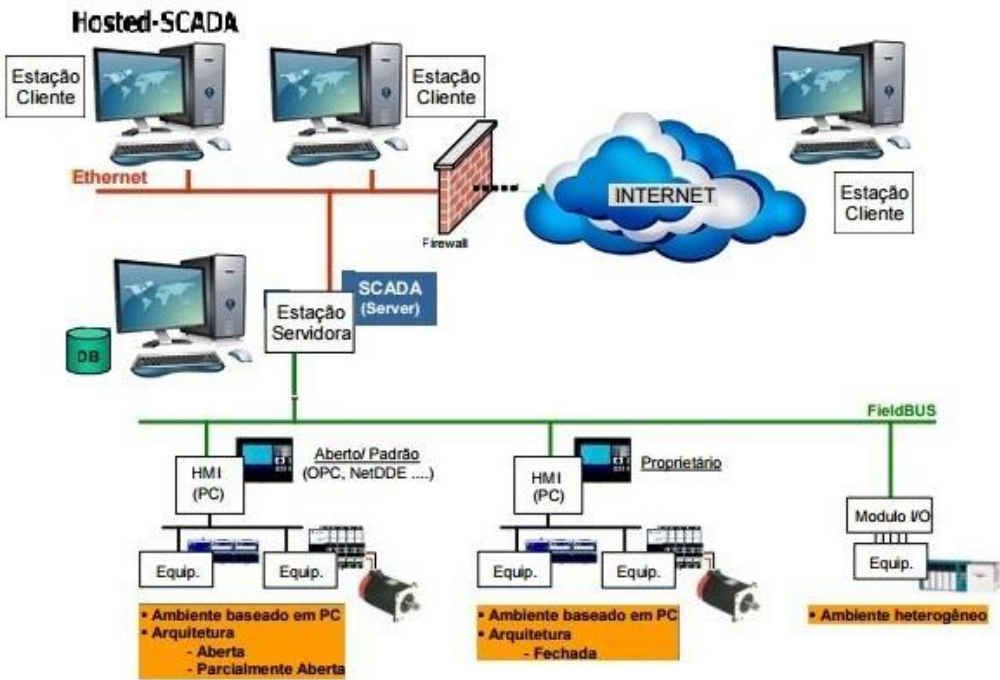 Hosted-SCADA
Estação
Cliente
Estação
Cliente
Ethernet
Firewall
INTERNET
Estação
Cliente
DB
Estação
Servidora
SCADA
(Server)
FieldBUS
HMI
(PC)
Aberto/ Padrão
(OPC, NetDDE ....)
Equip.
Equip.
▪ Ambiente baseado em PC
▪ Arquitetura
- Aberta
- Parcialmente Aberta
HMI
(PC)
Proprietário
Equip.
Equip.
▪ Ambiente baseado em PC
▪ Arquitetura
- Fechada
Modulo I/O
Equip.
▪ Ambiente heterogêneo